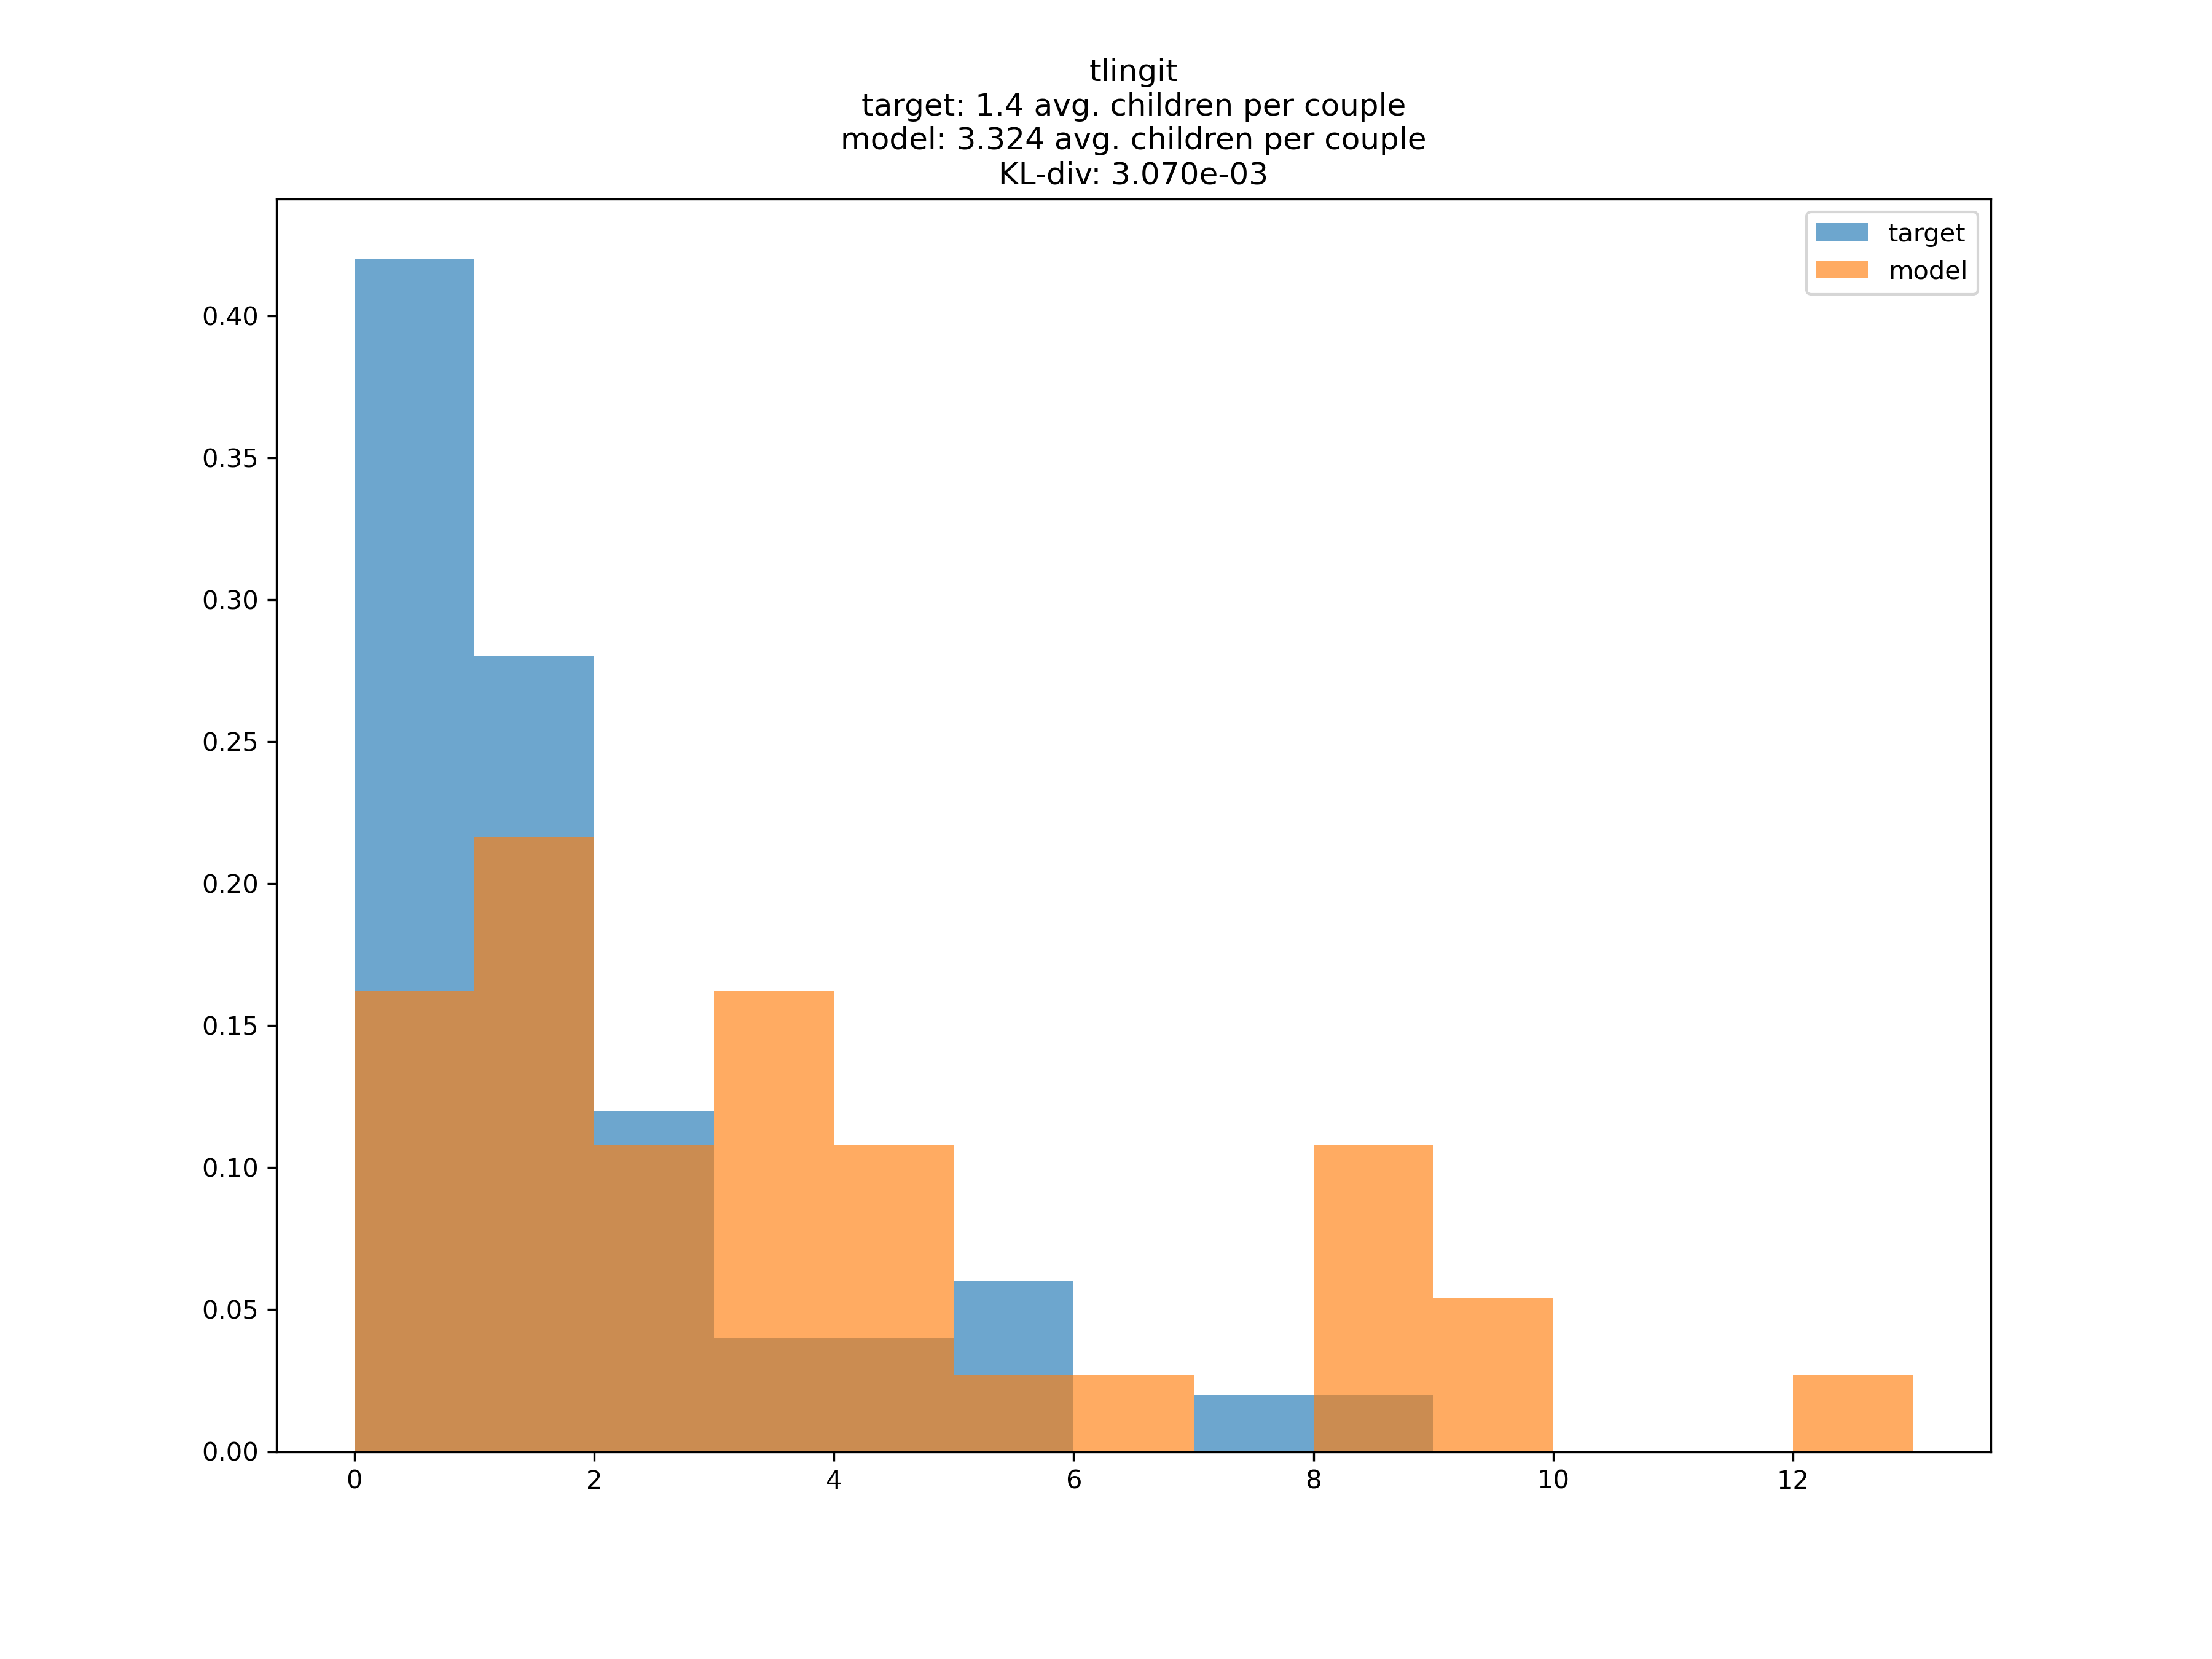 tlingit
target: 1.4 avg. children per couple
model: 3.324 avg. children per couple
KL-div: 3.070e-03
target
model
0.40
0.35
0.30
0.25
0.20
0.15
0.10
0.05
0.00
0 2 4 6 8 10 12